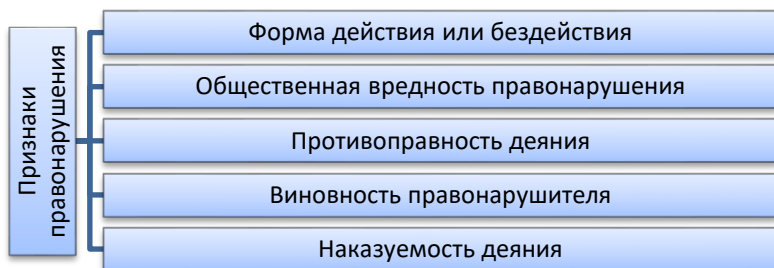 Признаки
правонарушения
Форма действия или бездействия
Общественная вредность правонарушения
Противоправность деяния
Виновность правонарушителя
Наказуемость деяния